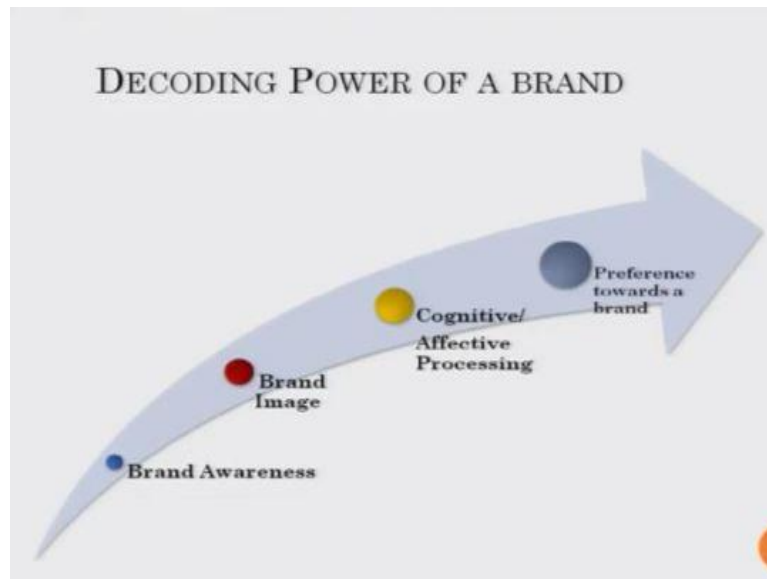 DECODING POWER OF A BRAND
Preference
towards a
brand
Cognitive/
Affective
Processing
Brand
Image
Brand Awareness